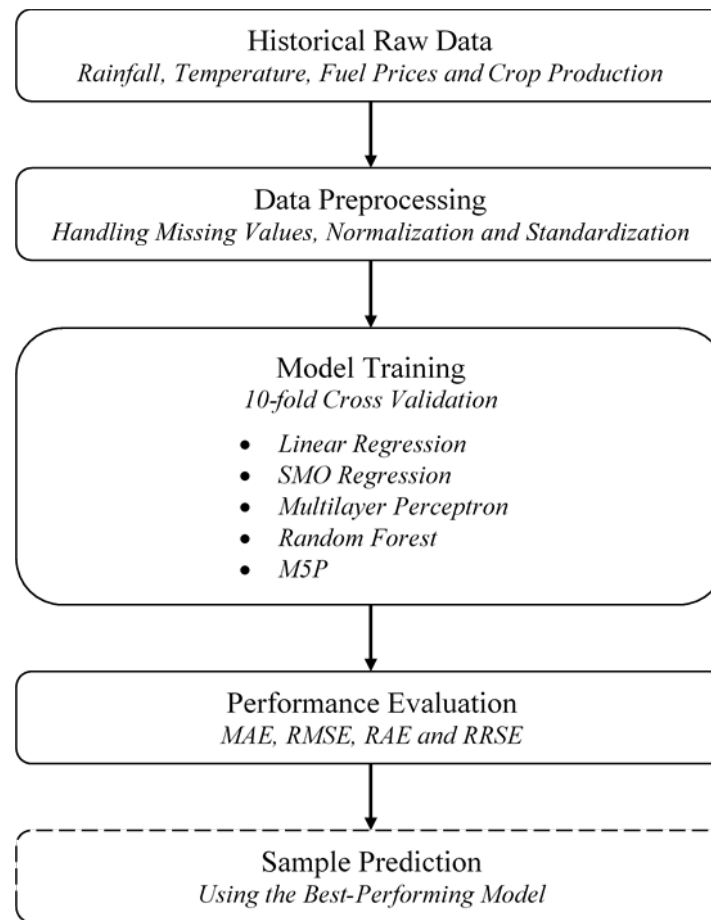 Historical Raw Data
Rainfall, Temperature, Fuel Prices and Crop Production
Data Preprocessing
Handling Missing Values, Normalization and Standardization
Model Training
10-fold Cross Validation
• Linear Regression
• SMO Regression
• Multilayer Perceptron
• Random Forest
• M5P
Performance Evaluation
MAE, RMSE, RAE and RRSE
Sample Prediction
Using the Best-Performing Model